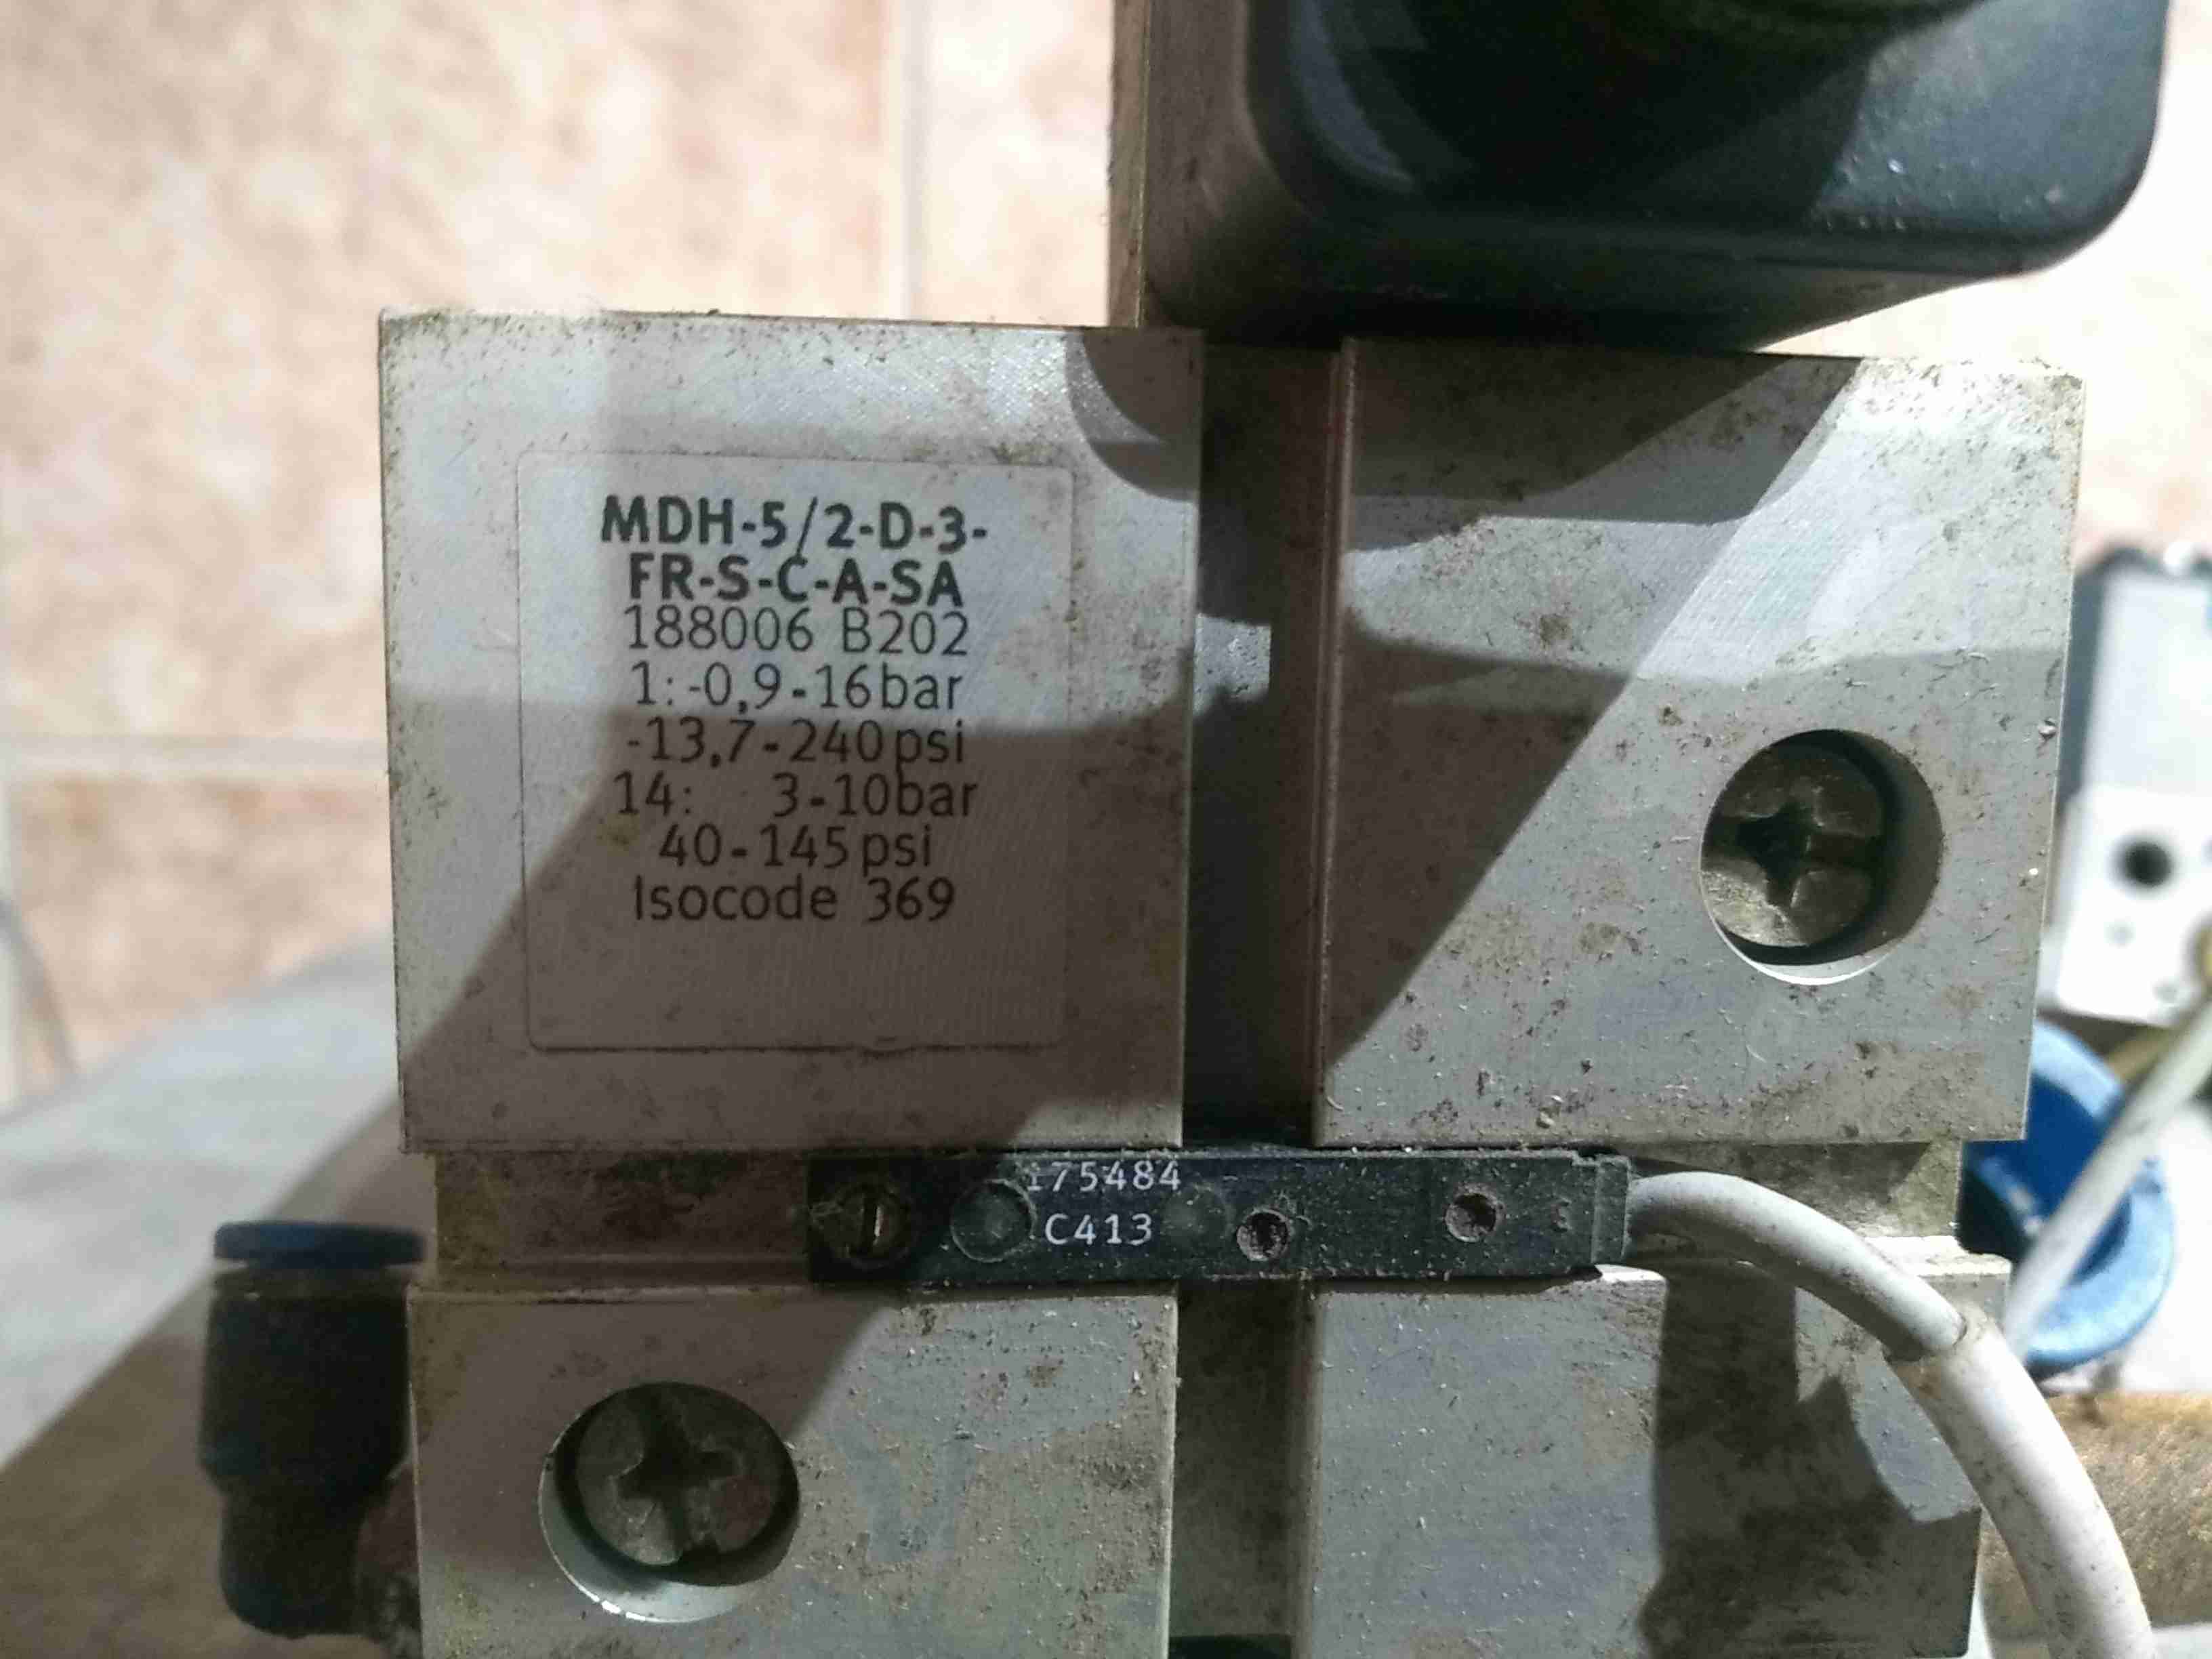 MDH-5/2-D-3-
FR-S-C-A-SA
188006 B202
1: -0,9-16bar
-13,7-240psi
14: 3-10bar
40-145psi
Isocode 369
175484
C413